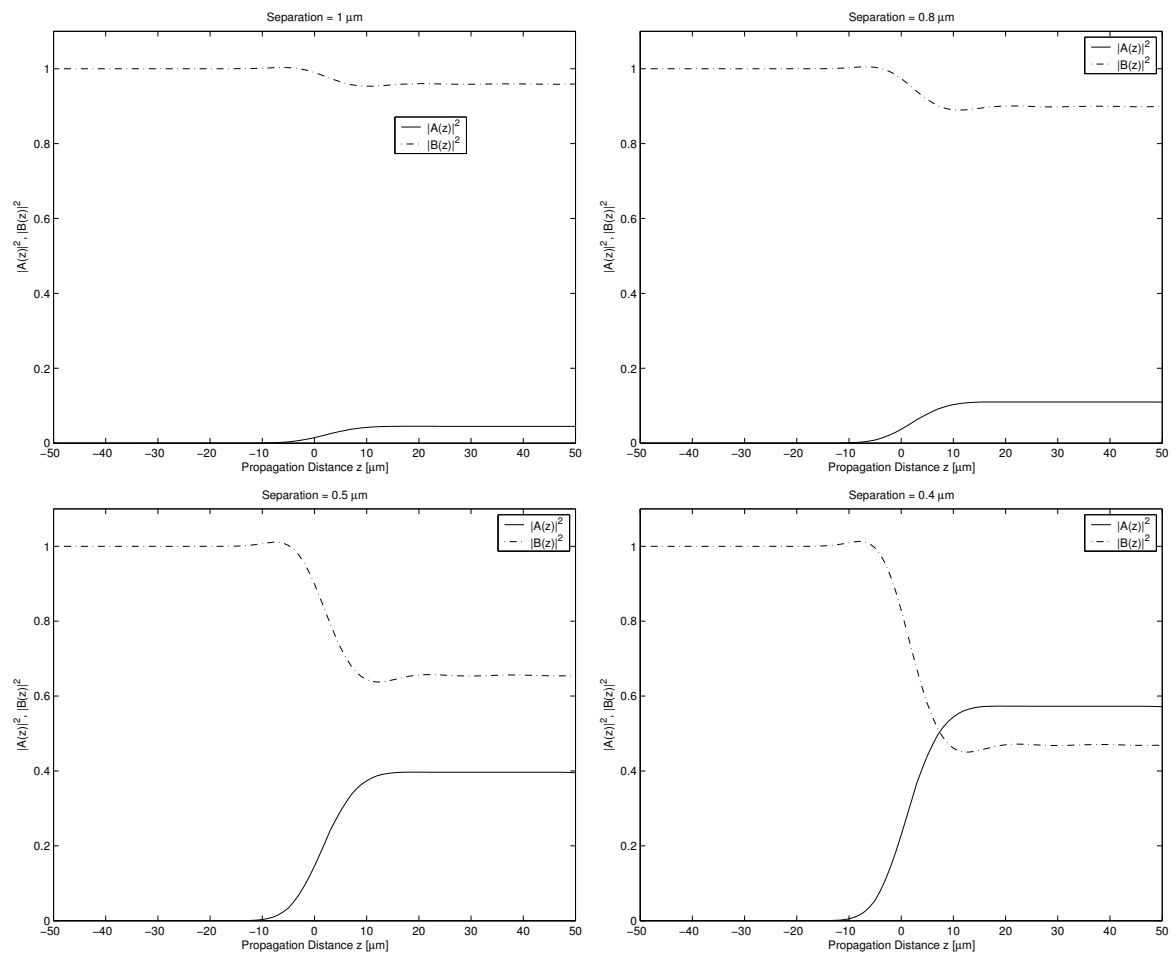 Separation = 1 μm
1
0.8
0.6
0.4
0.2
0
|A(z)|², |B(z)|²
|A(z)|²
|B(z)|²
−50 −40 −30 −20 −10 0 10 20 30 40 50
Propagation Distance z [μm]
Separation = 0.8 μm
1
0.8
0.6
0.4
0.2
0
|A(z)|², |B(z)|²
|A(z)|²
|B(z)|²
−50 −40 −30 −20 −10 0 10 20 30 40 50
Propagation Distance z [μm]
Separation = 0.5 μm
1
0.8
0.6
0.4
0.2
0
|A(z)|², |B(z)|²
|A(z)|²
|B(z)|²
−50 −40 −30 −20 −10 0 10 20 30 40 50
Propagation Distance z [μm]
Separation = 0.4 μm
1
0.8
0.6
0.4
0.2
0
|A(z)|², |B(z)|²
|A(z)|²
|B(z)|²
−50 −40 −30 −20 −10 0 10 20 30 40 50
Propagation Distance z [μm]